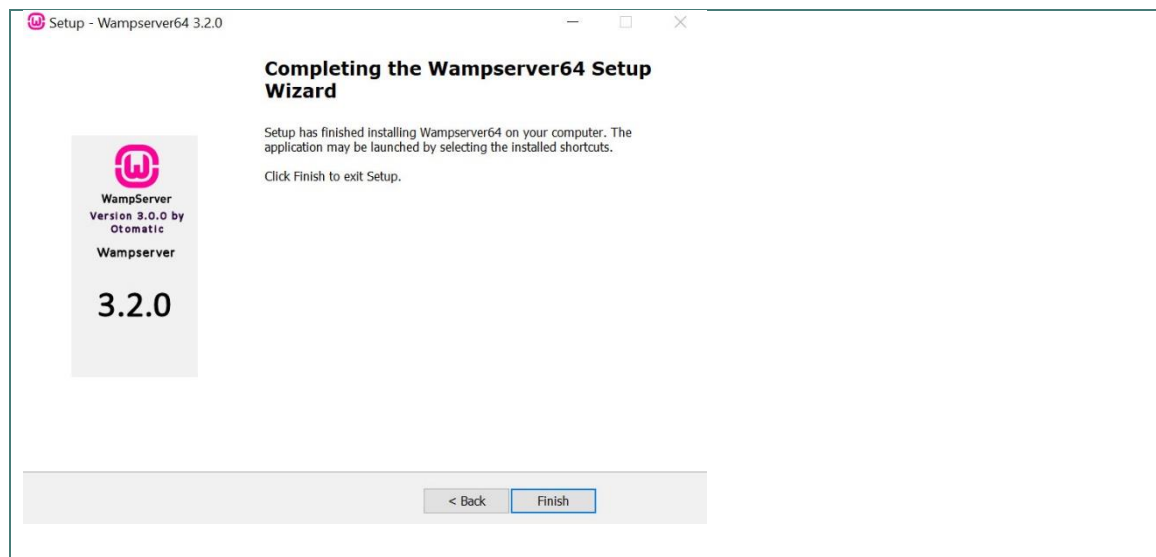 Setup - Wampserver64 3.2.0
Completing the Wampserver64 Setup
Wizard
Setup has finished installing Wampserver64 on your computer. The
application may be launched by selecting the installed shortcuts.
Click Finish to exit Setup.
WampServer
Version 3.0.0 by
Otomatic
Wampserver
3.2.0
< Back
Finish